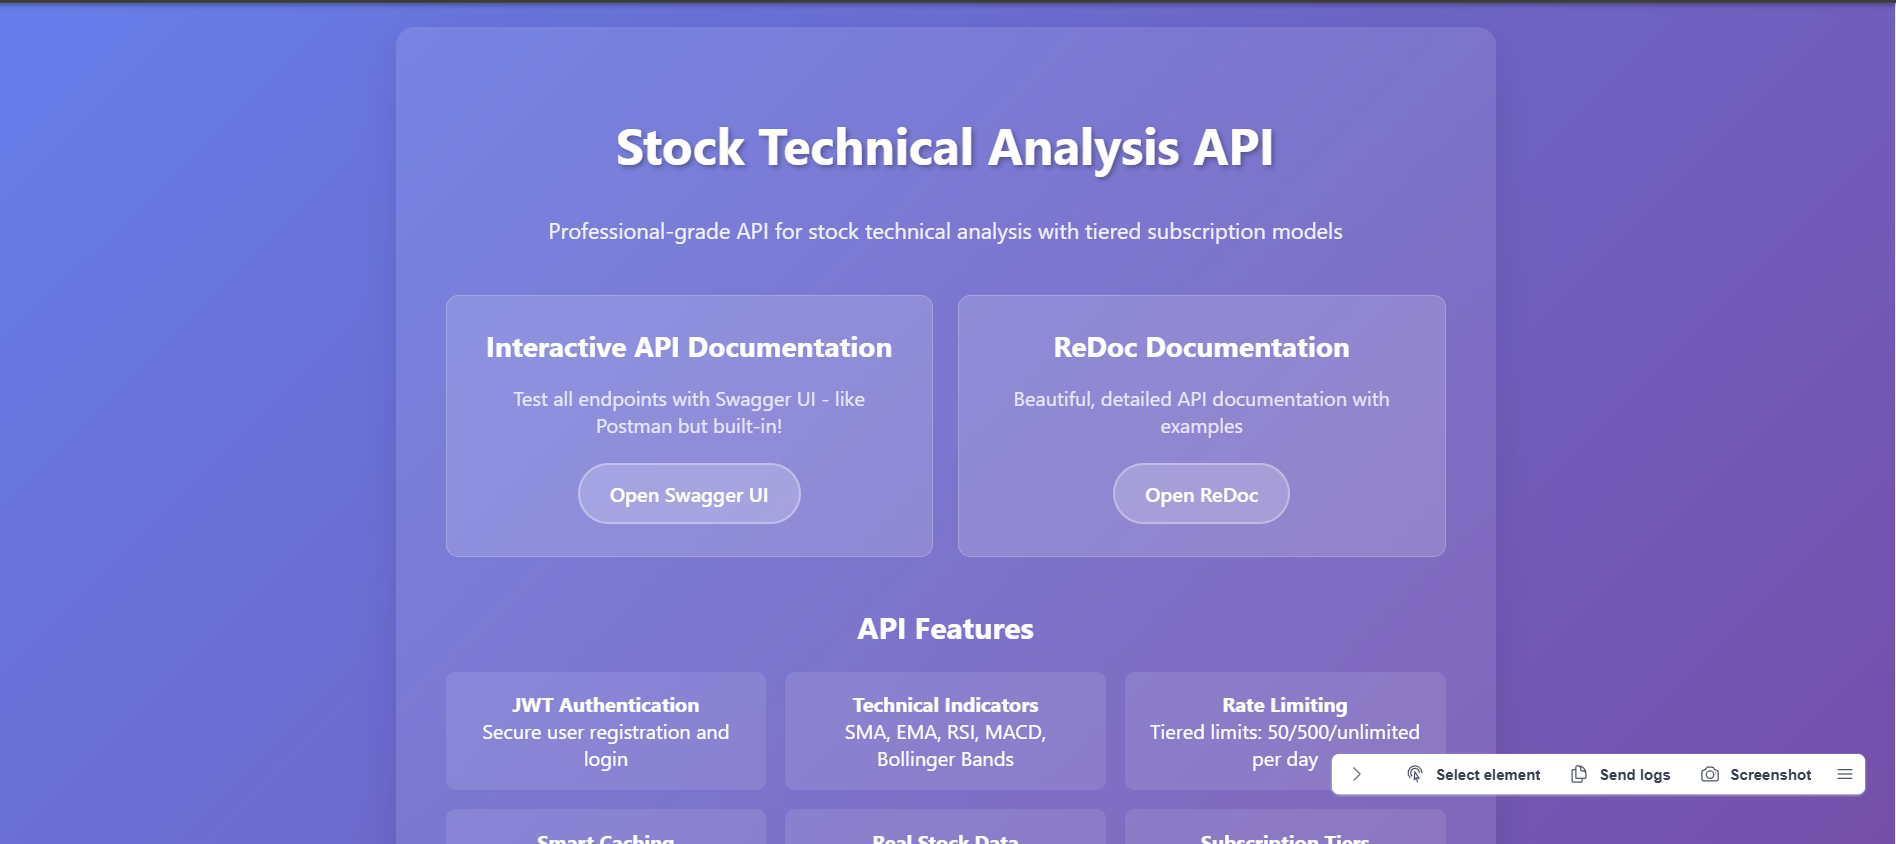 Stock Technical Analysis API
Professional-grade API for stock technical analysis with tiered subscription models
Interactive API Documentation
Test all endpoints with Swagger UI - like
Postman but built-in!
Open Swagger UI
ReDoc Documentation
Beautiful, detailed API documentation with
examples
Open ReDoc
API Features
JWT Authentication
Secure user registration and
login
Technical Indicators
SMA, EMA, RSI, MACD,
Bollinger Bands
Rate Limiting
Tiered limits: 50/500/unlimited
per day
Select element
Send logs
Screenshot
Smart Caching
Real Stock Data
Subscription Tiers